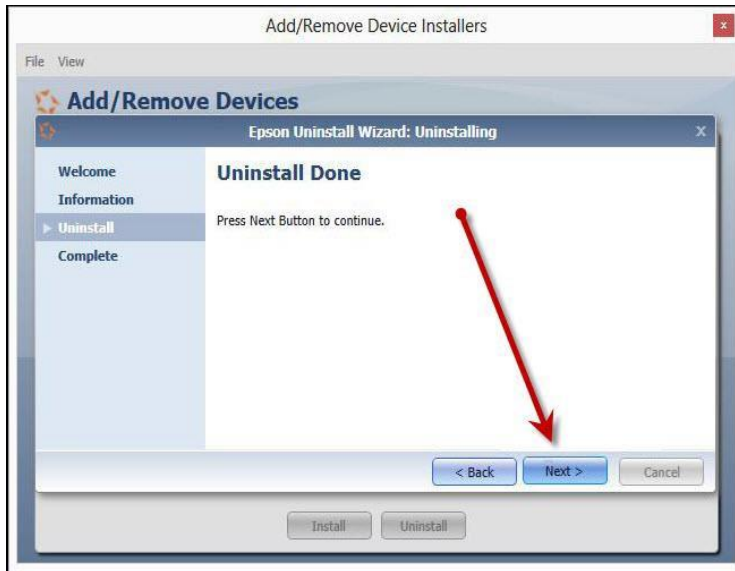 Add/Remove Device Installers
x
File View
Add/Remove Devices
Epson Uninstall Wizard: Uninstalling
x
Welcome
Information
Uninstall
Complete
Uninstall Done
Press Next Button to continue.
< Back Next > Cancel
Install Uninstall